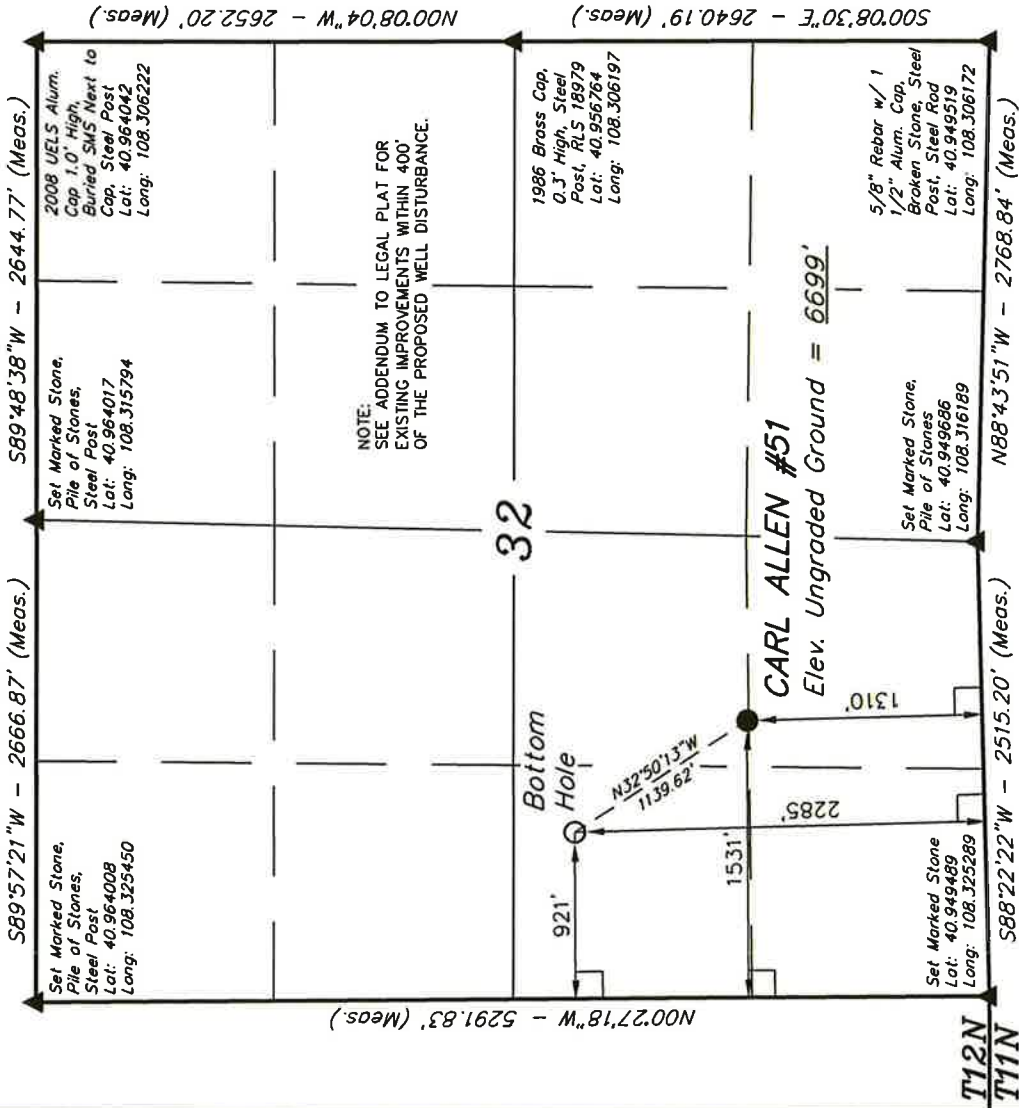 S89°57'21"W - 2666.87' (Meas.)
S89°48'38"W - 2644.77' (Meas.)
Set Marked Stone,
Pile of Stones,
Steel Post
Lat: 40.964008
Long: 108.325450
Set Marked Stone,
Pile of Stones,
Steel Post
Lat: 40.964017
Long: 108.315794
2008 UELS Alum.
Cap 1.0' High,
Buried SMS Next to
Cap, Steel Post
Lat: 40.964042
Long: 108.306222
N00°08'04"W - 2652.20' (Meas.)
NOTE:
SEE ADDENDUM TO LEGAL PLAT FOR
EXISTING IMPROVEMENTS WITHIN 400'
OF THE PROPOSED WELL DISTURBANCE.
32
1986 Brass Cap,
0.3' High, Steel
Post, RLS 18979
Lat: 40.956764
Long: 108.306197
S00°08'30"E - 2640.19' (Meas.)
N00°27'18"W - 5291.83' (Meas.)
Bottom
Hole
921'
N32°50'13"W
1139.62'
1531'
CARL ALLEN #51
Elev. Ungraded Ground = 6699'
1310'
2285'
Set Marked Stone
Lat: 40.949489
Long: 108.325289
Set Marked Stone,
Pile of Stones
Lat: 40.949686
Long: 108.316189
5/8" Rebar w/ 1
1/2" Alum. Cap,
Broken Stone, Steel
Post, Steel Rod
Lat: 40.949519
Long: 108.306172
T12N
T11N
S88°22'22"W - 2515.20' (Meas.)
N88°43'51"W - 2768.84' (Meas.)